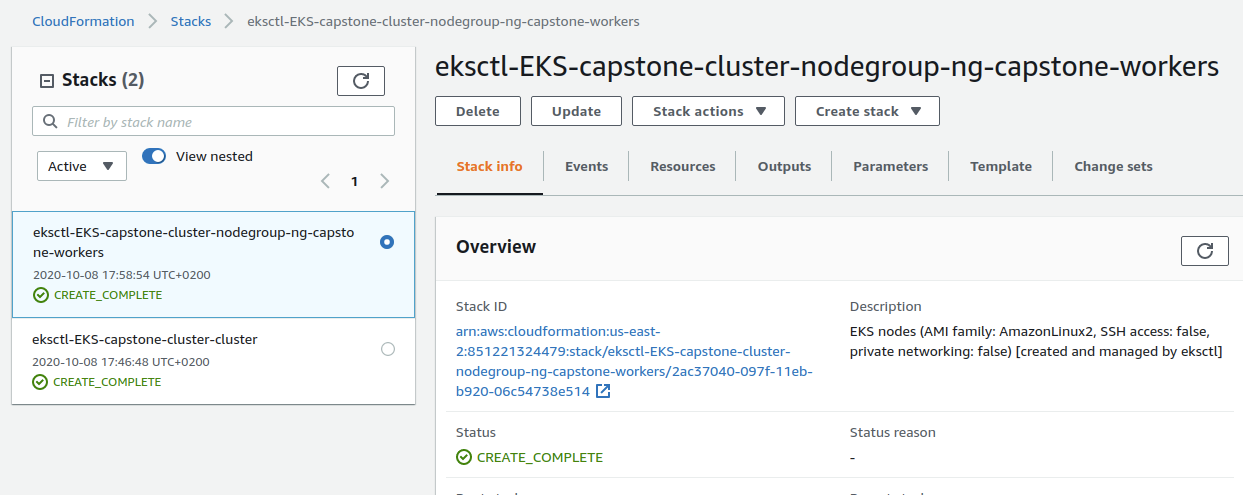 CloudFormation > Stacks > eksctl-EKS-capstone-cluster-nodegroup-ng-capstone-workers
Stacks (2)
Filter by stack name
Active
View nested
1
eksctl-EKS-capstone-cluster-nodegroup-ng-capsto
ne-workers
2020-10-08 17:58:54 UTC+0200
CREATE_COMPLETE
eksctl-EKS-capstone-cluster-cluster
2020-10-08 17:46:48 UTC+0200
CREATE_COMPLETE
eksctl-EKS-capstone-cluster-nodegroup-ng-capstone-workers
Delete Update Stack actions Create stack
Stack info Events Resources Outputs Parameters Template Change sets
Overview
Stack ID
arn:aws:cloudformation:us-east-
2:851221324479:stack/eksctl-EKS-capstone-cluster-
nodegroup-ng-capstone-workers/2ac37040-097f-11eb-
b920-06c54738e514
Description
EKS nodes (AMI family: AmazonLinux2, SSH access: false,
private networking: false) [created and managed by eksctl]
Status
CREATE_COMPLETE
Status reason
-